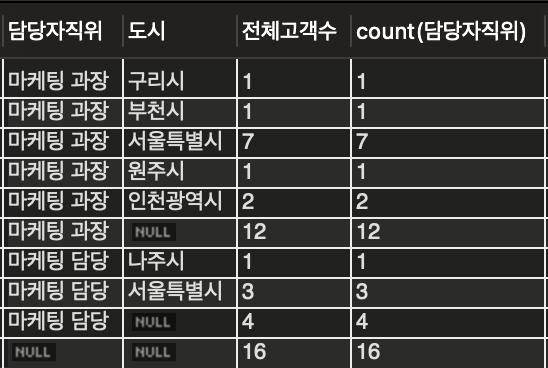 담당자직위 도시 전체고객수 count(담당자직위)
마케팅 과장 구리시 1 1
마케팅 과장 부천시 1 1
마케팅 과장 서울특별시 7 7
마케팅 과장 원주시 1 1
마케팅 과장 인천광역시 2 2
마케팅 과장 NULL 12 12
마케팅 담당 나주시 1 1
마케팅 담당 서울특별시 3 3
마케팅 담당 NULL 4 4
NULL NULL 16 16